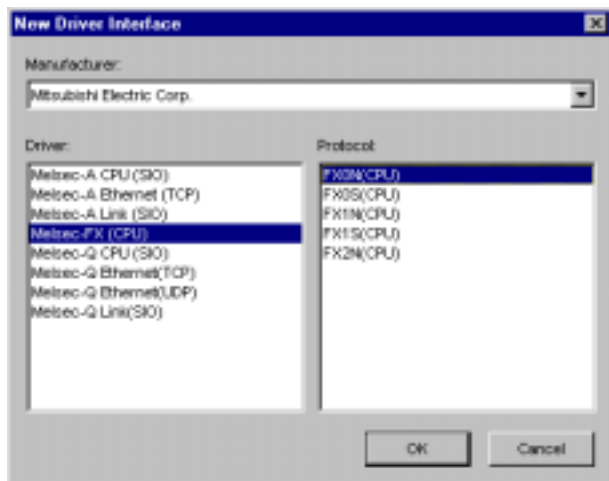 New Driver Interface
Manufacturer:
Mitsubishi Electric Corp.
Driver:
Melsec-A CPU (SIO)
Melsec-A Ethernet (TCP)
Melsec-A Link (SIO)
Melsec-FX (CPU)
Melsec-Q CPU (SIO)
Melsec-Q Ethernet(TCP)
Melsec-Q Ethernet(UDP)
Melsec-Q Link(SIO)
Protocol:
FX0N(CPU)
FX0S(CPU)
FX1N(CPU)
FX1S(CPU)
FX2N(CPU)
OK
Cancel